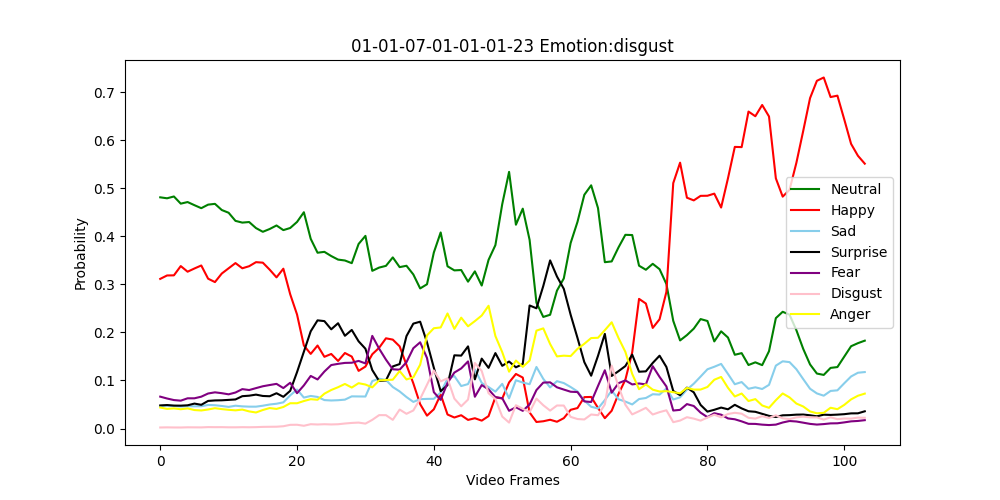 01-01-07-01-01-01-23 Emotion:disgust
Probability
0.7
0.6
0.5
0.4
0.3
0.2
0.1
0.0
0 20 40 60 80 100
Video Frames
Neutral
Happy
Sad
Surprise
Fear
Disgust
Anger